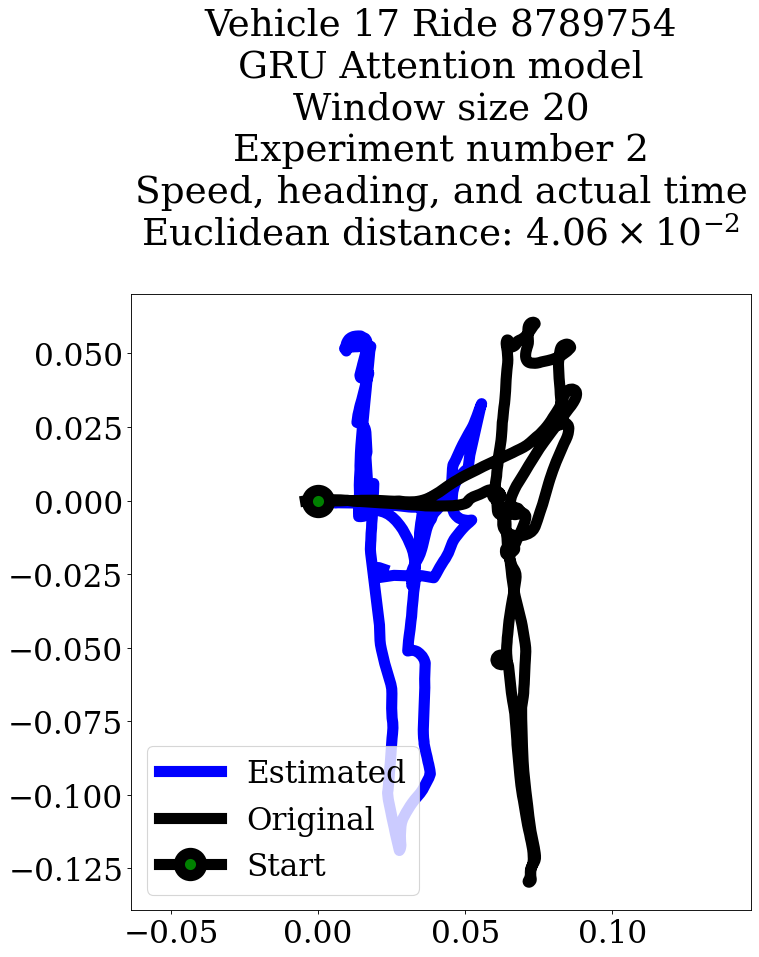 Vehicle 17 Ride 8789754
GRU Attention model
Window size 20
Experiment number 2
Speed, heading, and actual time
Euclidean distance: 4.06 × 10⁻²
0.050
0.025
0.000
−0.025
−0.050
−0.075
−0.100
−0.125
Estimated
Original
Start
−0.05 0.00 0.05 0.10